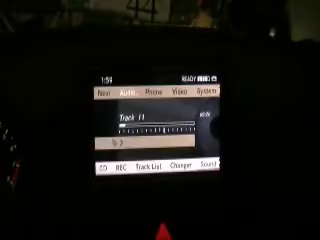 1:59 READY
Navi Audio Phone Video System
Track 11
CD REC Track List Changer Sound